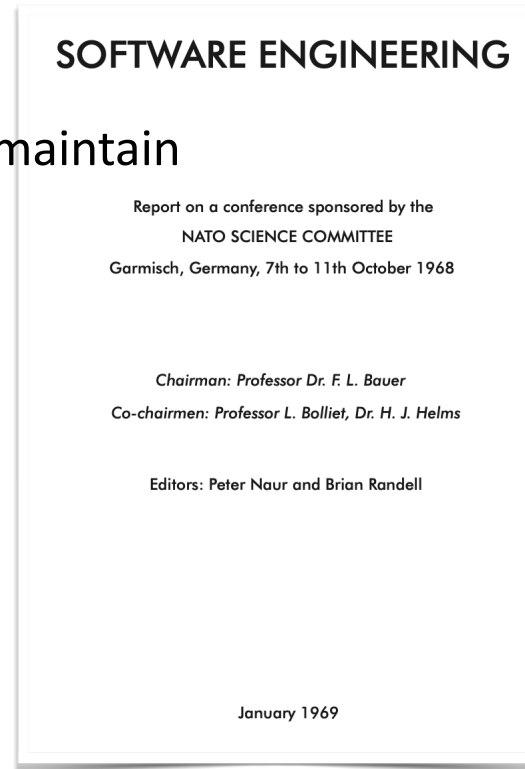 SOFTWARE ENGINEERING
maintain
Report on a conference sponsored by the
NATO SCIENCE COMMITTEE
Garmisch, Germany, 7th to 11th October 1968
Chairman: Professor Dr. F. L. Bauer
Co-chairmen: Professor L. Bolliet, Dr. H. J. Helms
Editors: Peter Naur and Brian Randell
January 1969